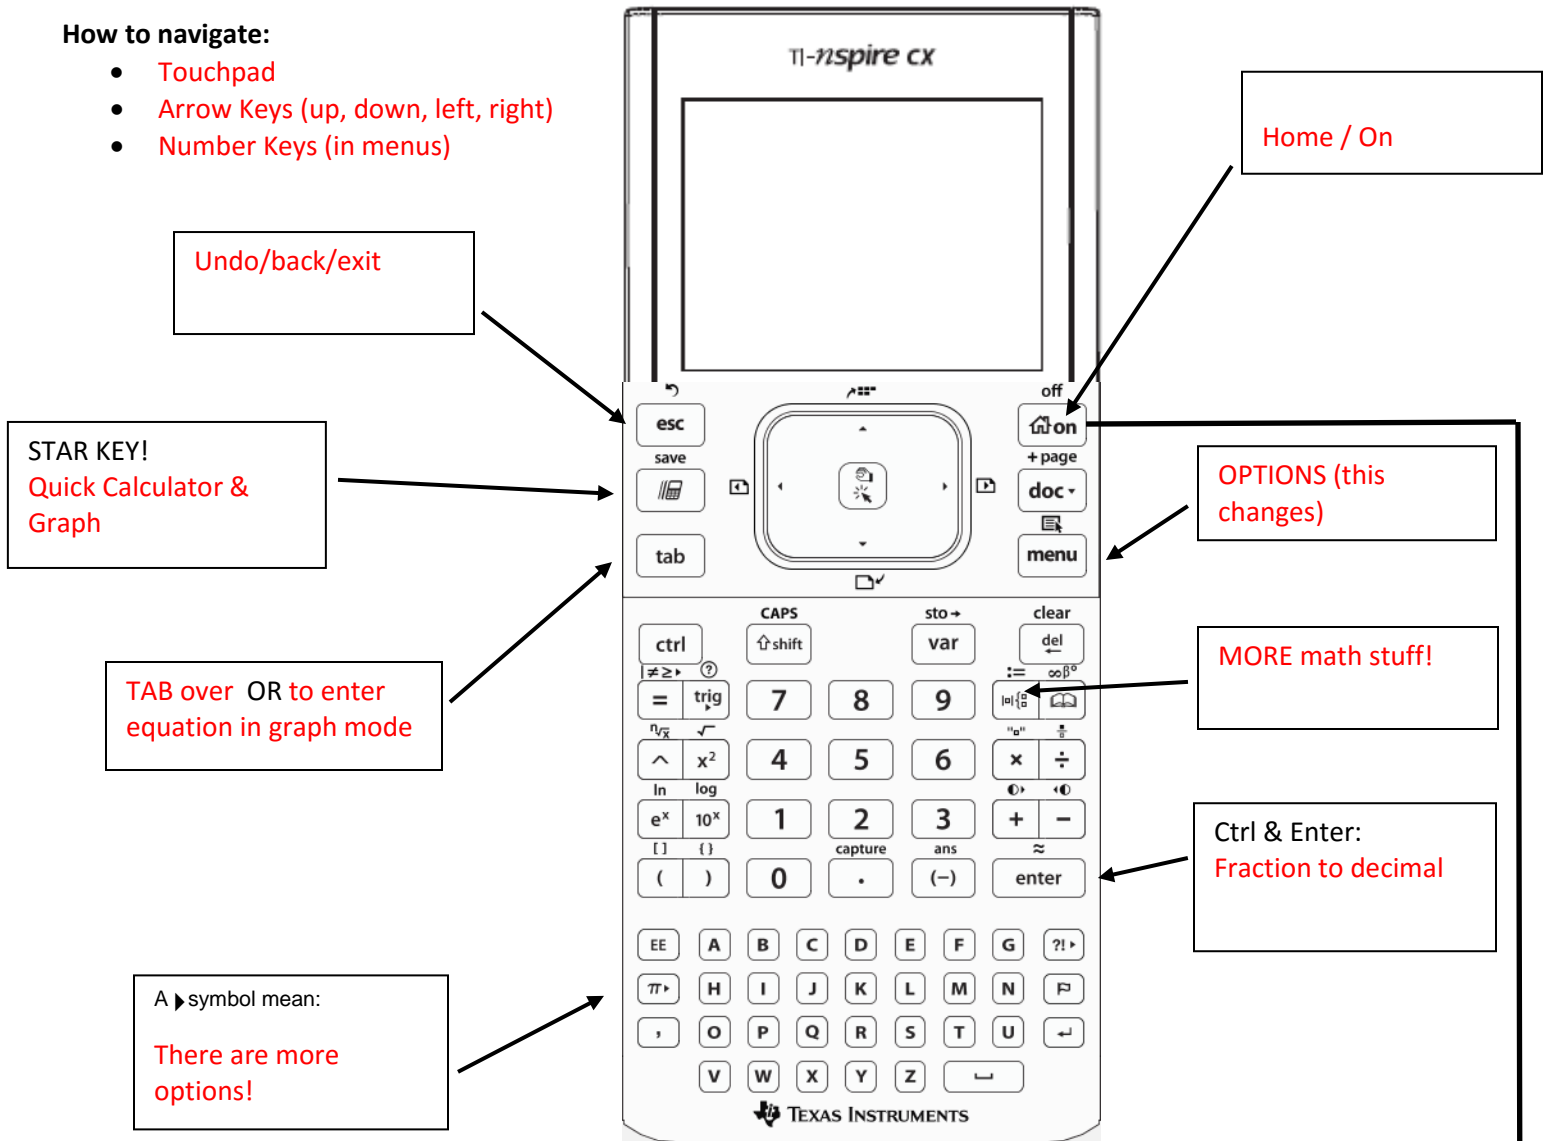 How to navigate:
• Touchpad
• Arrow Keys (up, down, left, right)
• Number Keys (in menus)
TI-nspire cx
Home / On
Undo/back/exit
STAR KEY!
Quick Calculator &
Graph
OPTIONS (this
changes)
TAB over OR to enter
equation in graph mode
MORE math stuff!
Ctrl & Enter:
Fraction to decimal
A ▶symbol mean:
There are more
options!
off
esc
on
save
+ page
doc ▾
tab
menu
CAPS
sto →
clear
ctrl
⇧shift
var
del
←
|≠≥▸
?
:=
∞β°
=
trig
▸
7
8
9
|▫|{▫
ⁿ√x
√
"▫"
^
x²
4
5
6
×
÷
ln
log
eˣ
10ˣ
1
2
3
+
−
[ ]
{ }
capture
ans
≈
(
)
0
.
(−)
enter
EE
A
B
C
D
E
F
G
?! ▸
π ▸
H
I
J
K
L
M
N
,
O
P
Q
R
S
T
U
↵
V
W
X
Y
Z
TEXAS INSTRUMENTS